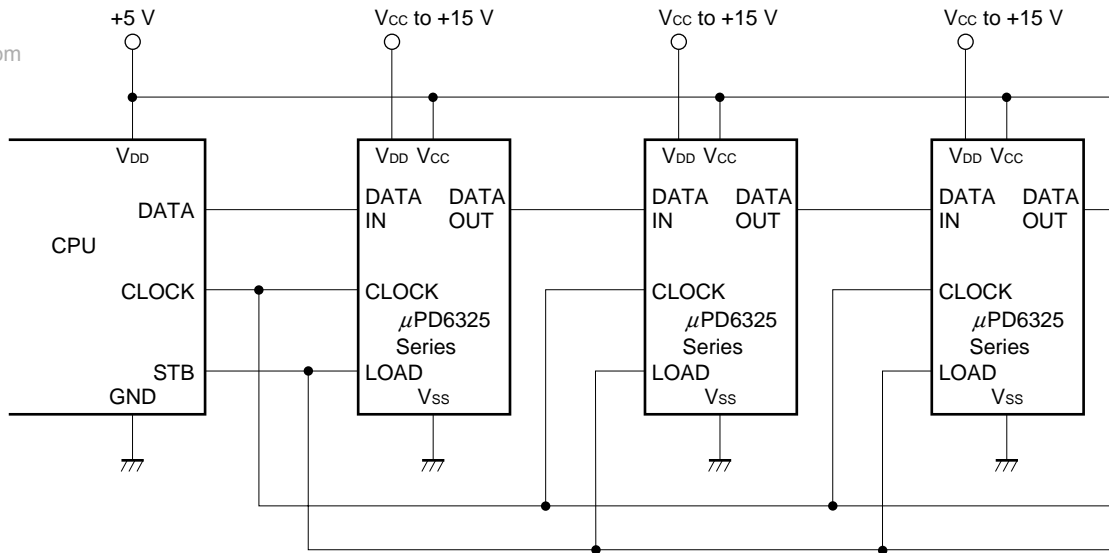 +5 V
VCC to +15 V
VCC to +15 V
VCC to +15 V
om
VDD
VDD VCC
VDD VCC
VDD VCC
DATA
DATA IN
DATA OUT
DATA IN
DATA OUT
DATA IN
DATA OUT
CPU
CLOCK
CLOCK
CLOCK
CLOCK
μPD6325
Series
μPD6325
Series
μPD6325
Series
STB
LOAD
LOAD
LOAD
GND
VSS
VSS
VSS